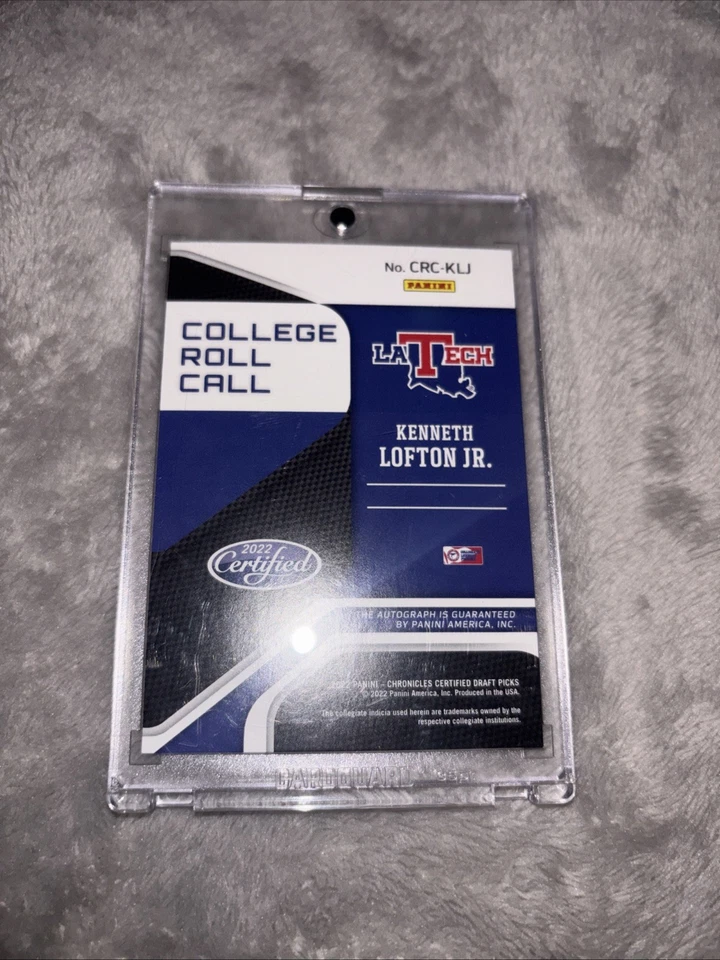 No. CRC-KLJ
PANINI
COLLEGE
ROLL
CALL
LA TECH
KENNETH
LOFTON JR.
2022
Certified
THE AUTOGRAPH IS GUARANTEED
BY PANINI AMERICA, INC.
2022 PANINI – CHRONICLES CERTIFIED DRAFT PICKS
© 2022 Panini America, Inc. Produced in the USA.
The collegiate indicia used herein are trademarks owned by the
respective collegiate institutions.
CARDGUARD